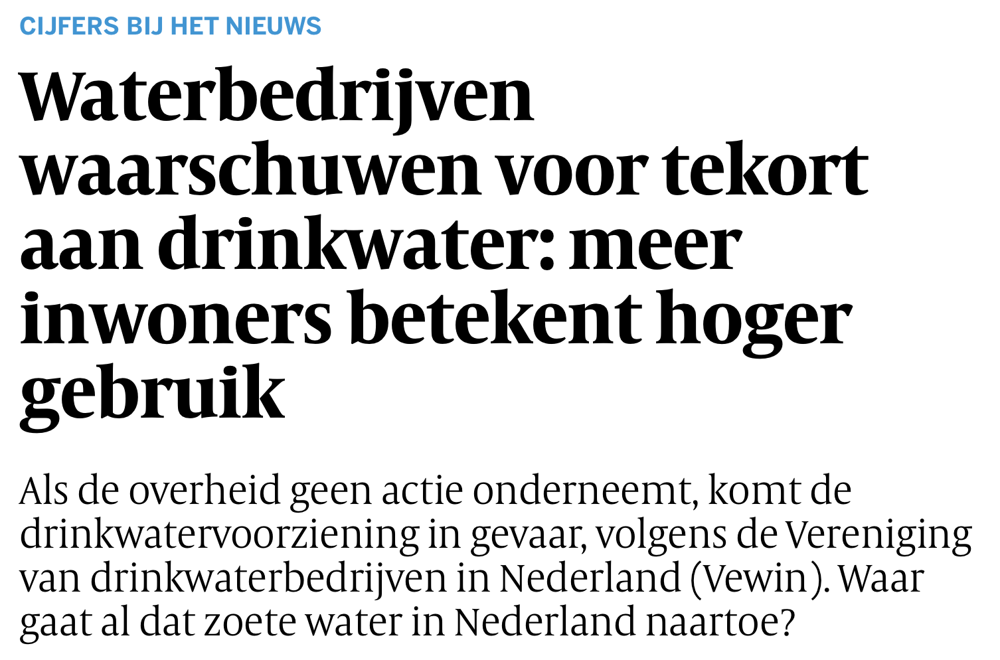 CIJFERS BIJ HET NIEUWS
Waterbedrijven
waarschuwen voor tekort
aan drinkwater: meer
inwoners betekent hoger
gebruik
Als de overheid geen actie onderneemt, komt de
drinkwatervoorziening in gevaar, volgens de Vereniging
van drinkwaterbedrijven in Nederland (Vewin). Waar
gaat al dat zoete water in Nederland naartoe?